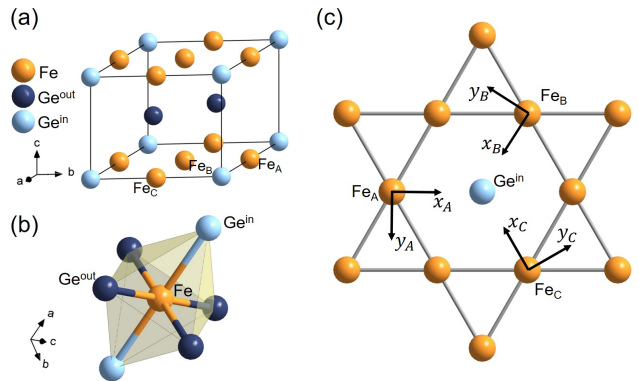 (a)
Fe
Ge^out
Ge^in
c
a
b
Fe_A
Fe_B
Fe_C
(b)
Ge^in
Ge^out
Fe
a
c
b
(c)
Fe_B
y_B
x_B
Fe_A
x_A
y_A
Ge^in
x_C
y_C
Fe_C